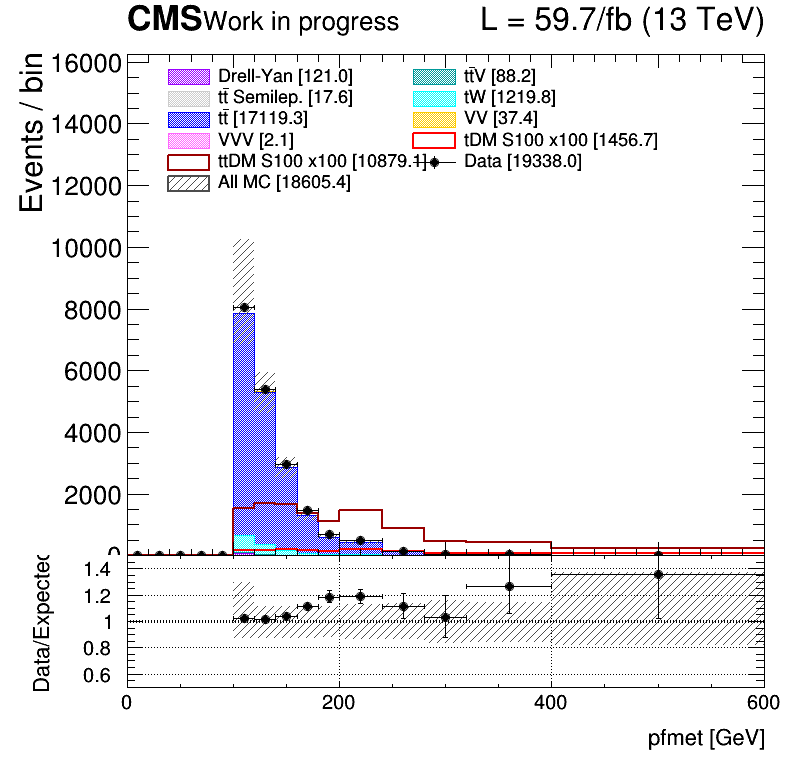 CMS Work in progress L = 59.7/fb (13 TeV)
Events / bin
16000
14000
12000
10000
8000
6000
4000
2000
0
Drell-Yan [121.0] tt̄V [88.2]
tt̄ Semilep. [17.6] tW [1219.8]
tt̄ [17119.3] VV [37.4]
VVV [2.1] tDM S100 x100 [1456.7]
ttDM S100 x100 [10879.1] Data [19338.0]
All MC [18605.4]
Data/Expected
1.4
1.2
1
0.8
0.6
0 200 400 600
pfmet [GeV]